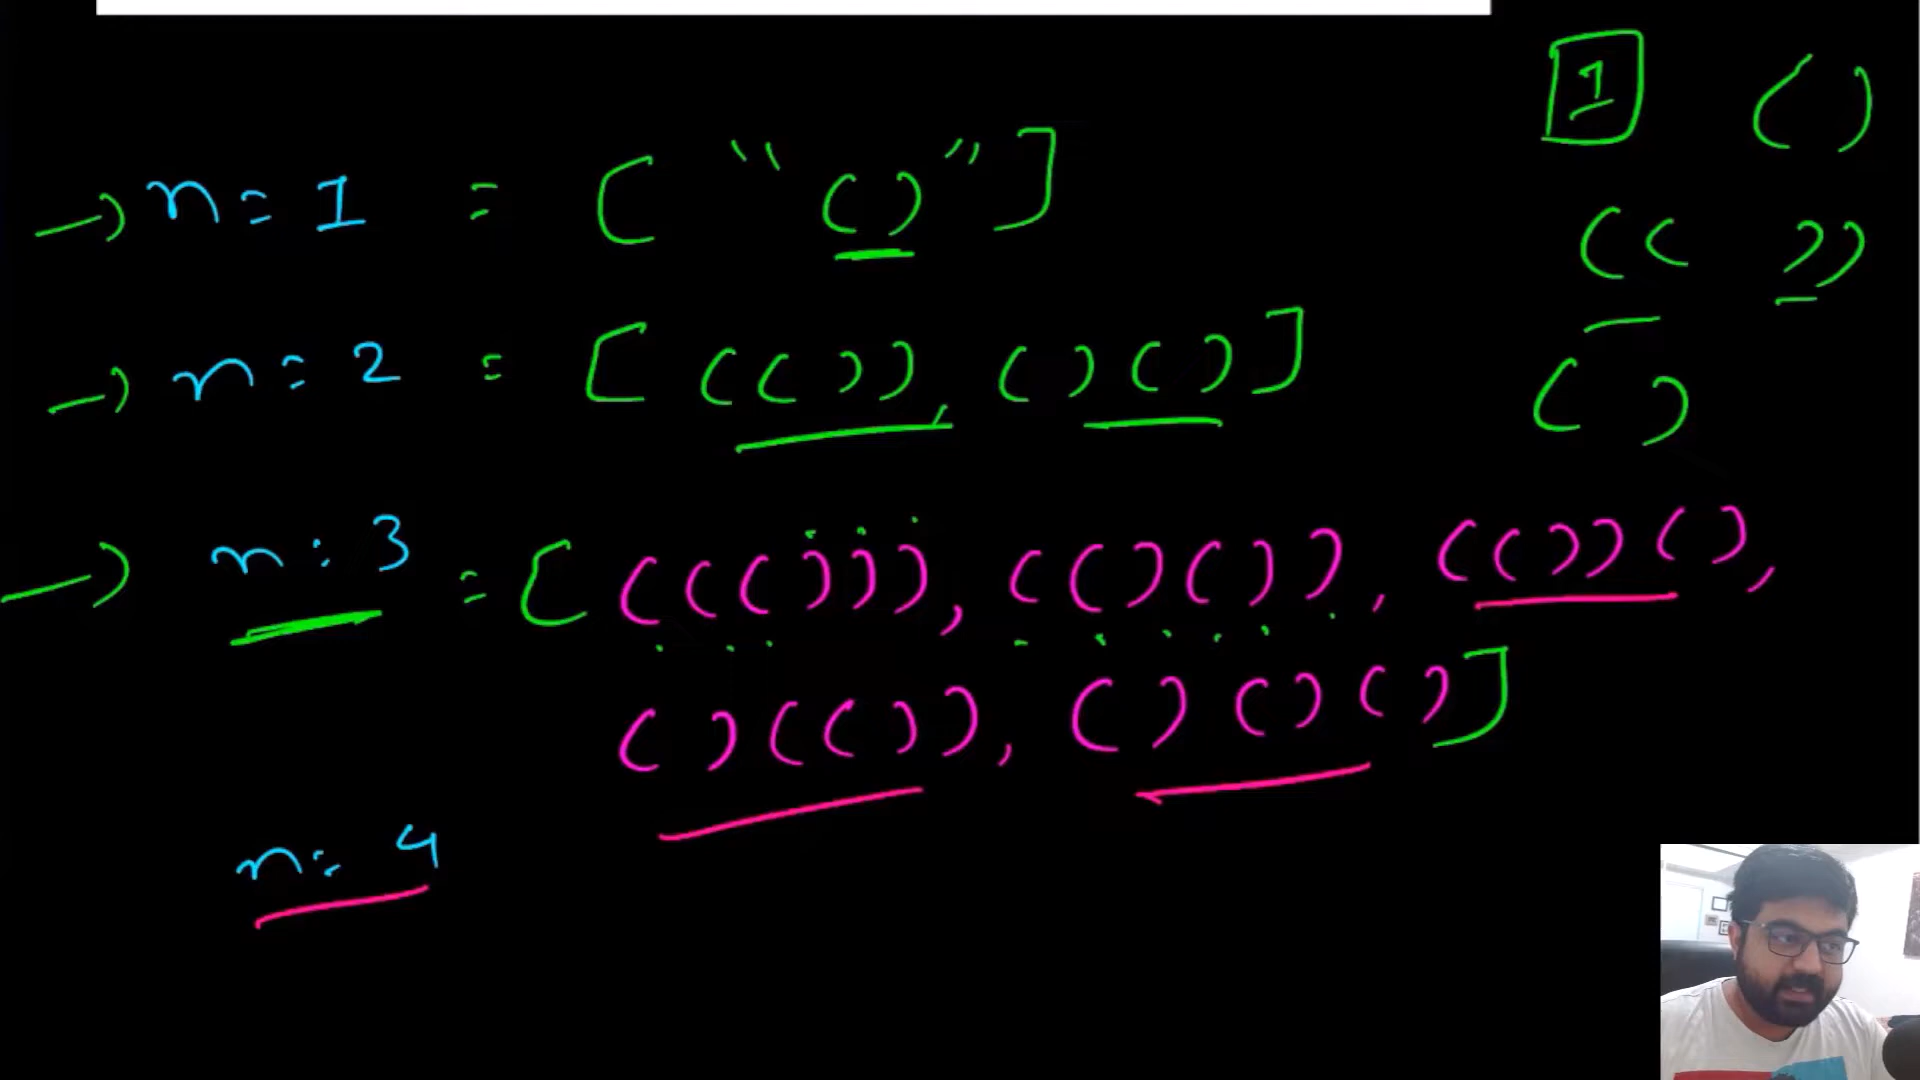 1 ()
→ n = 1 = [ "()" ]
(( ))
→ n = 2 = [ (()), ()() ]
()
→ n : 3 = [ ((())), (()()), (())(),
()(()), ()()() ]
n = 4